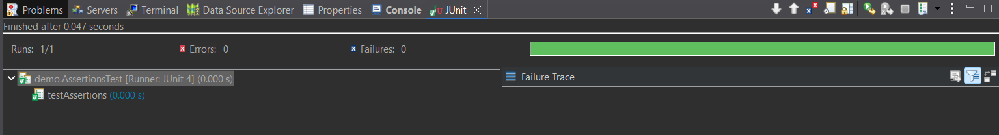 Problems Servers Terminal Data Source Explorer Properties Console JUnit
Finished after 0.047 seconds
Runs: 1/1 Errors: 0 Failures: 0
demo.AssertionsTest [Runner: JUnit 4] (0.000 s) Failure Trace
testAssertions (0.000 s)